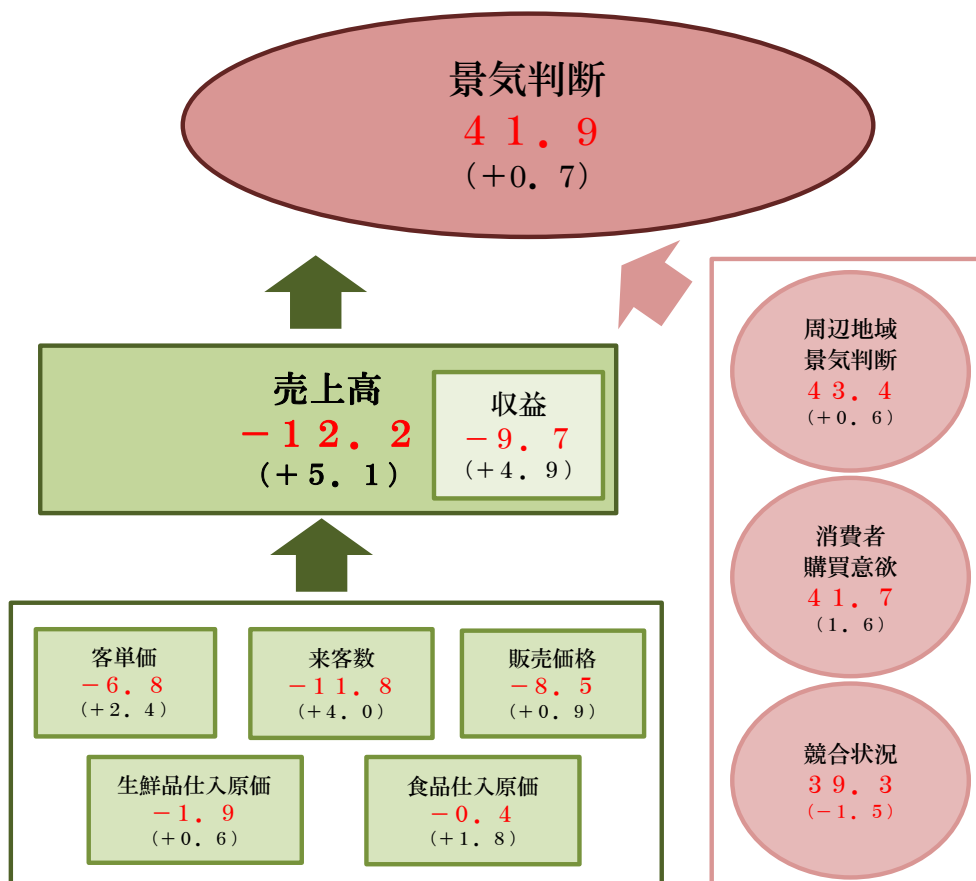 景気判断
41.9
(+0.7)
売上高
-12.2
(+5.1)
収益
-9.7
(+4.9)
客単価
-6.8
(+2.4)
来客数
-11.8
(+4.0)
販売価格
-8.5
(+0.9)
生鮮品仕入原価
-1.9
(+0.6)
食品仕入原価
-0.4
(+1.8)
周辺地域
景気判断
43.4
(+0.6)
消費者
購買意欲
41.7
(1.6)
競合状況
39.3
(-1.5)